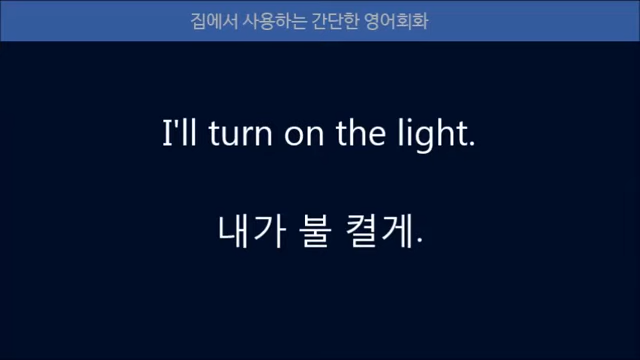 집에서 사용하는 간단한 영어회화
I'll turn on the light.
내가 불 켤게.